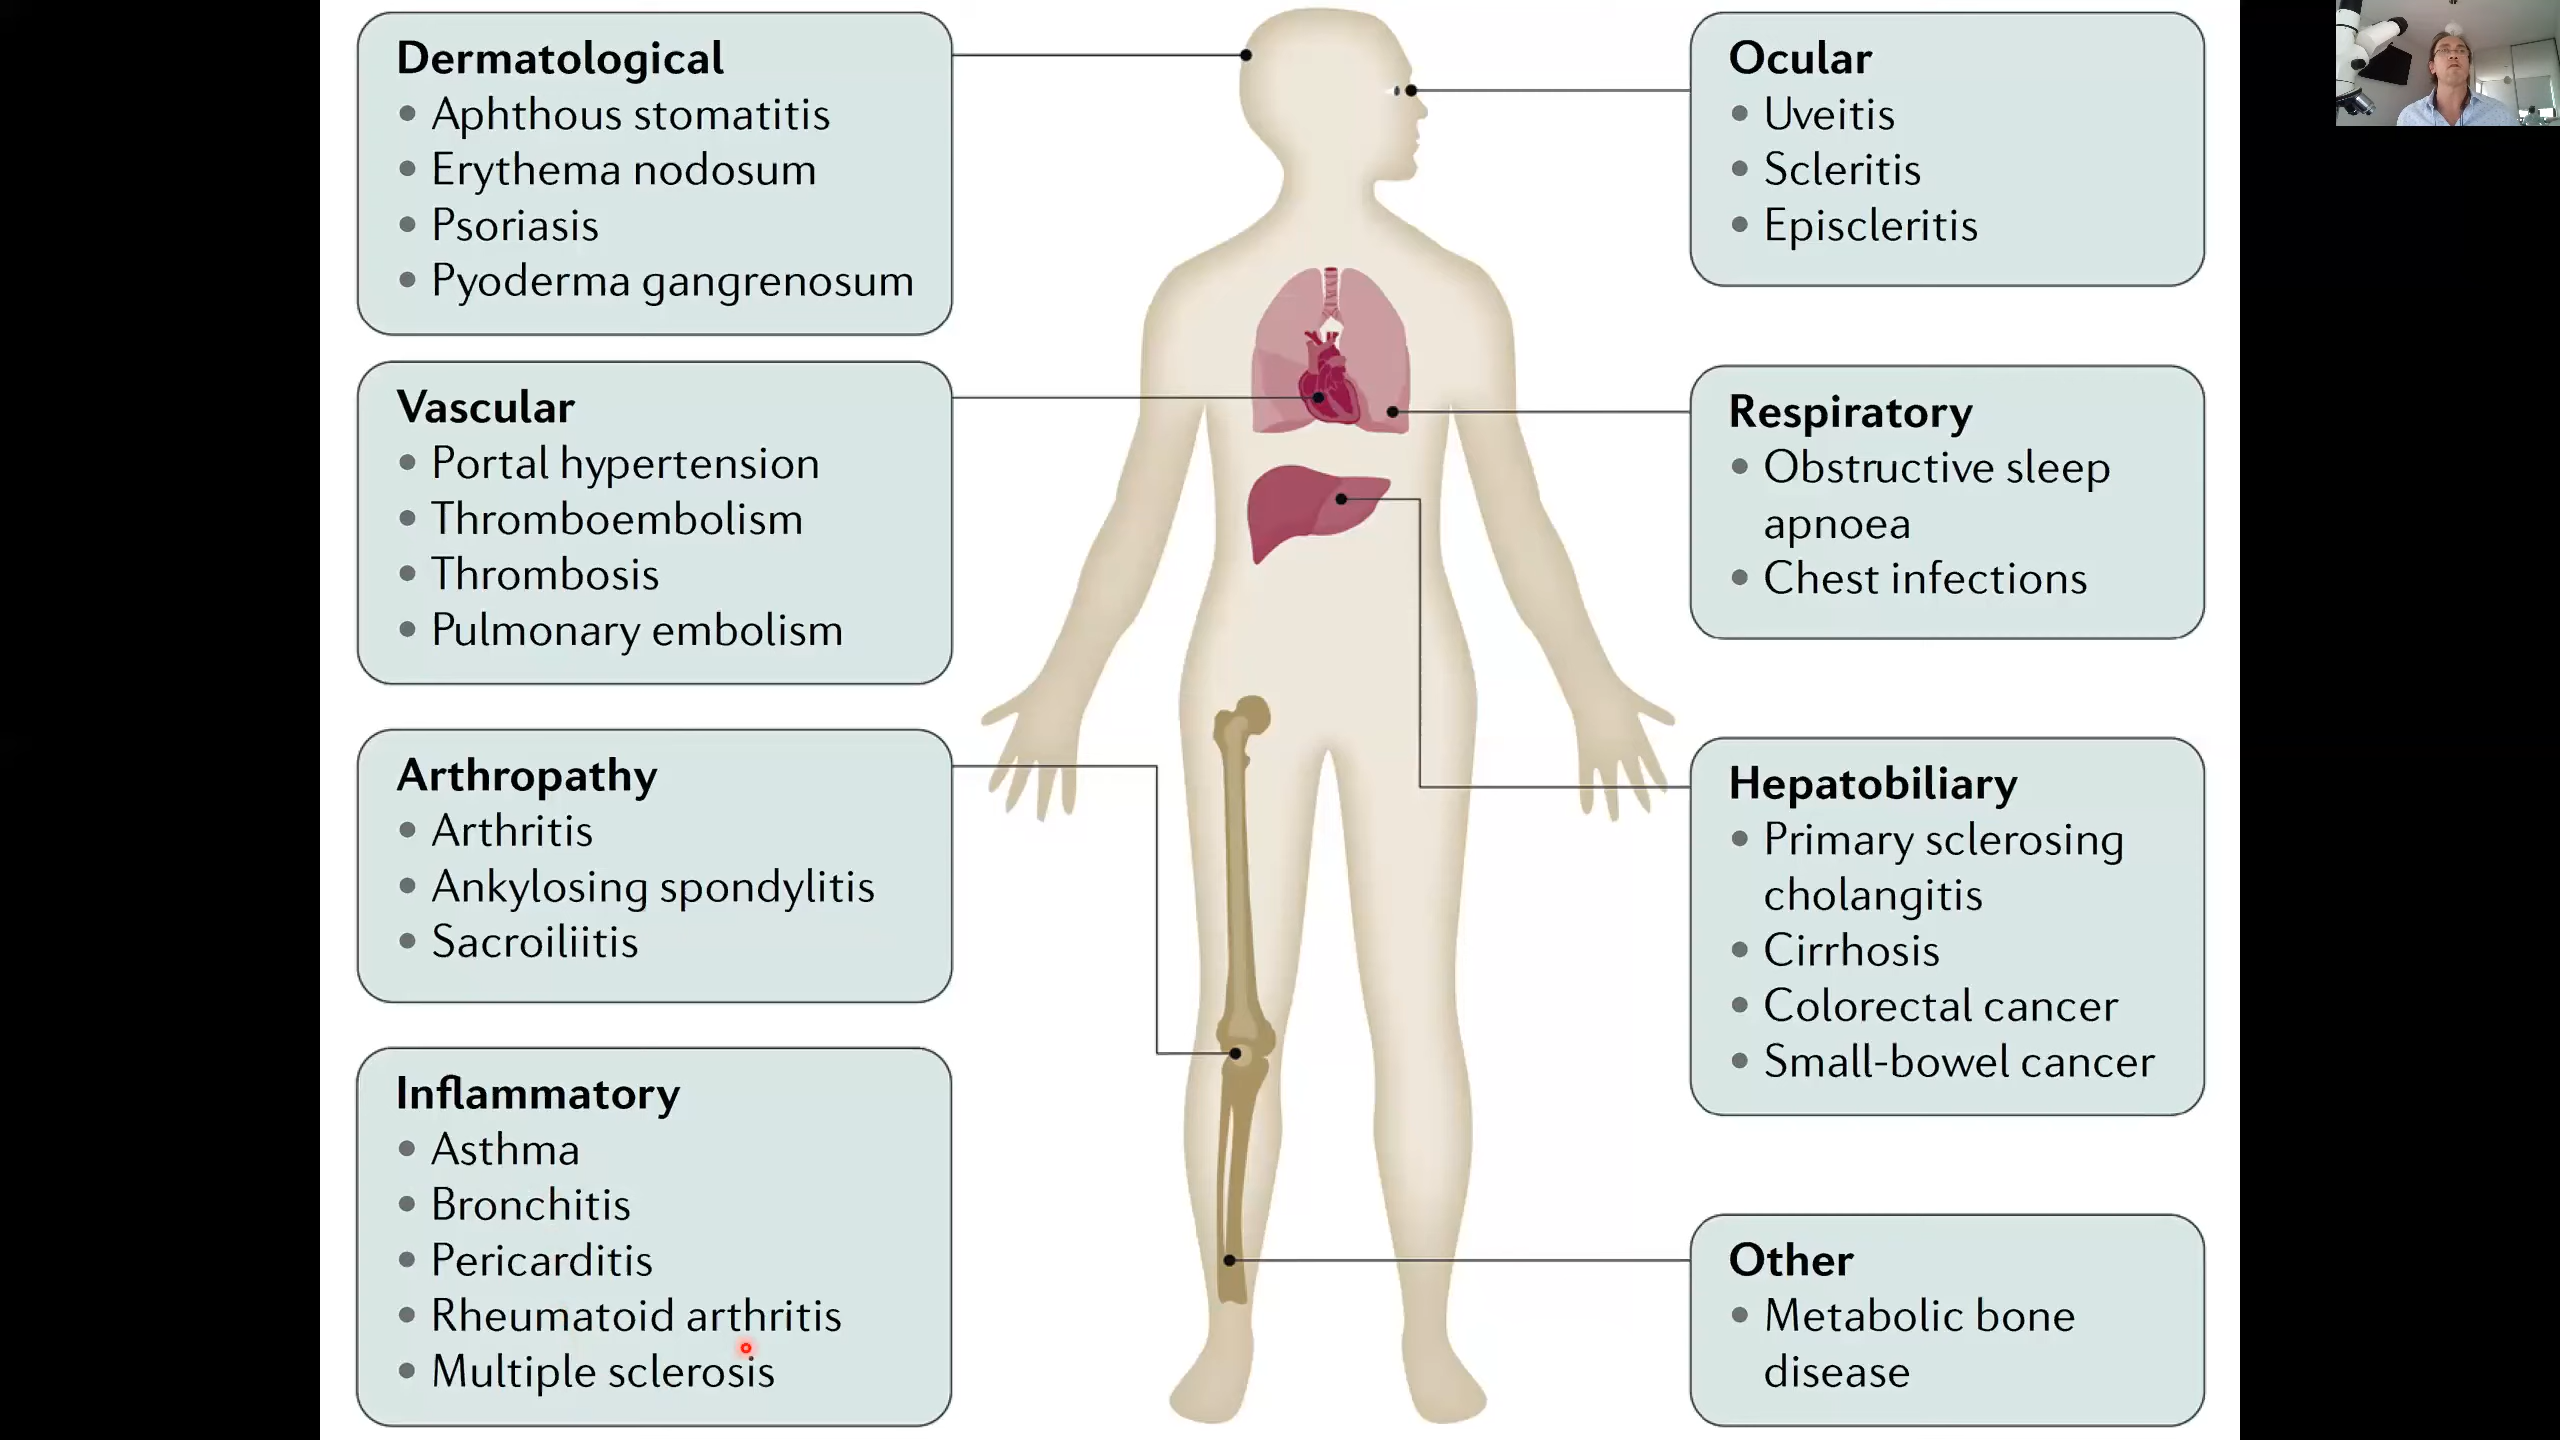 Dermatological
• Aphthous stomatitis
• Erythema nodosum
• Psoriasis
• Pyoderma gangrenosum
Vascular
• Portal hypertension
• Thromboembolism
• Thrombosis
• Pulmonary embolism
Arthropathy
• Arthritis
• Ankylosing spondylitis
• Sacroiliitis
Inflammatory
• Asthma
• Bronchitis
• Pericarditis
• Rheumatoid arthritis
• Multiple sclerosis
Ocular
• Uveitis
• Scleritis
• Episcleritis
Respiratory
• Obstructive sleep
apnoea
• Chest infections
Hepatobiliary
• Primary sclerosing
cholangitis
• Cirrhosis
• Colorectal cancer
• Small-bowel cancer
Other
• Metabolic bone
disease